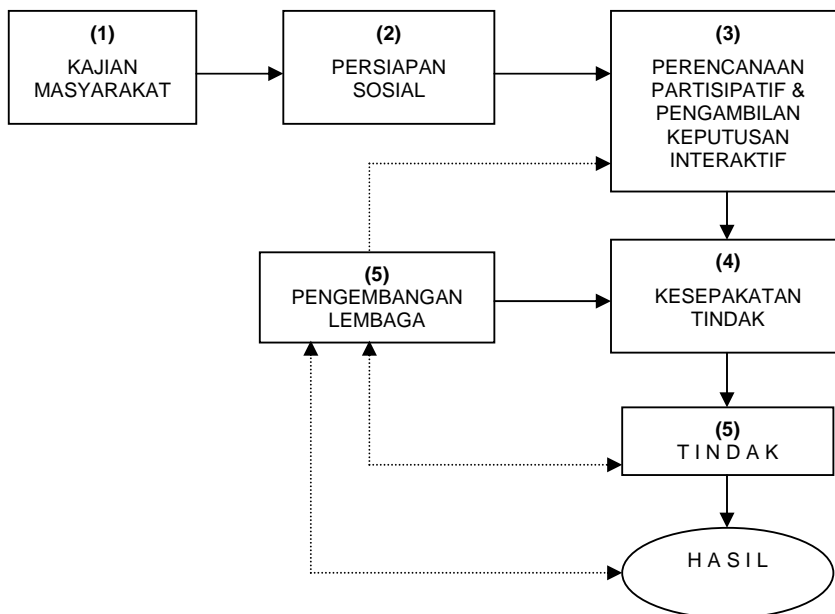 (1)
KAJIAN
MASYARAKAT
(2)
PERSIAPAN
SOSIAL
(3)
PERENCANAAN
PARTISIPATIF &
PENGAMBILAN
KEPUTUSAN
INTERAKTIF
(5)
PENGEMBANGAN
LEMBAGA
(4)
KESEPAKATAN
TINDAK
(5)
T I N D A K
H A S I L